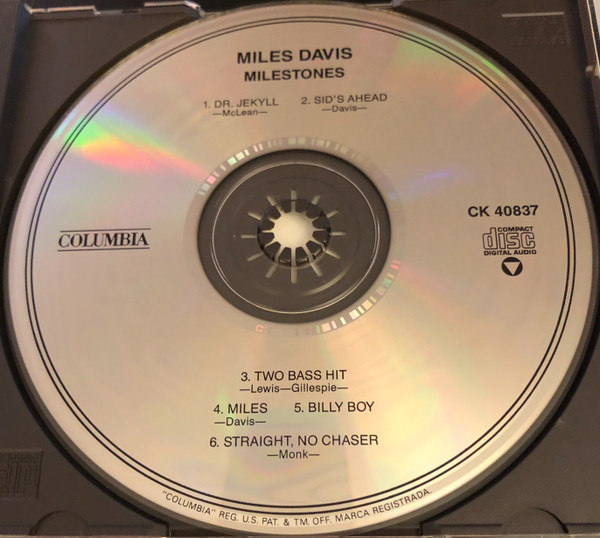 MILES DAVIS
MILESTONES
1. DR. JEKYLL 2. SID'S AHEAD
—McLean— —Davis—
COLUMBIA
CK 40837
COMPACT
disc
DIGITAL AUDIO
3. TWO BASS HIT
—Lewis—Gillespie—
4. MILES 5. BILLY BOY
—Davis—
6. STRAIGHT, NO CHASER
—Monk—
"COLUMBIA" REG. U.S. PAT. & TM. OFF. MARCA REGISTRADA.